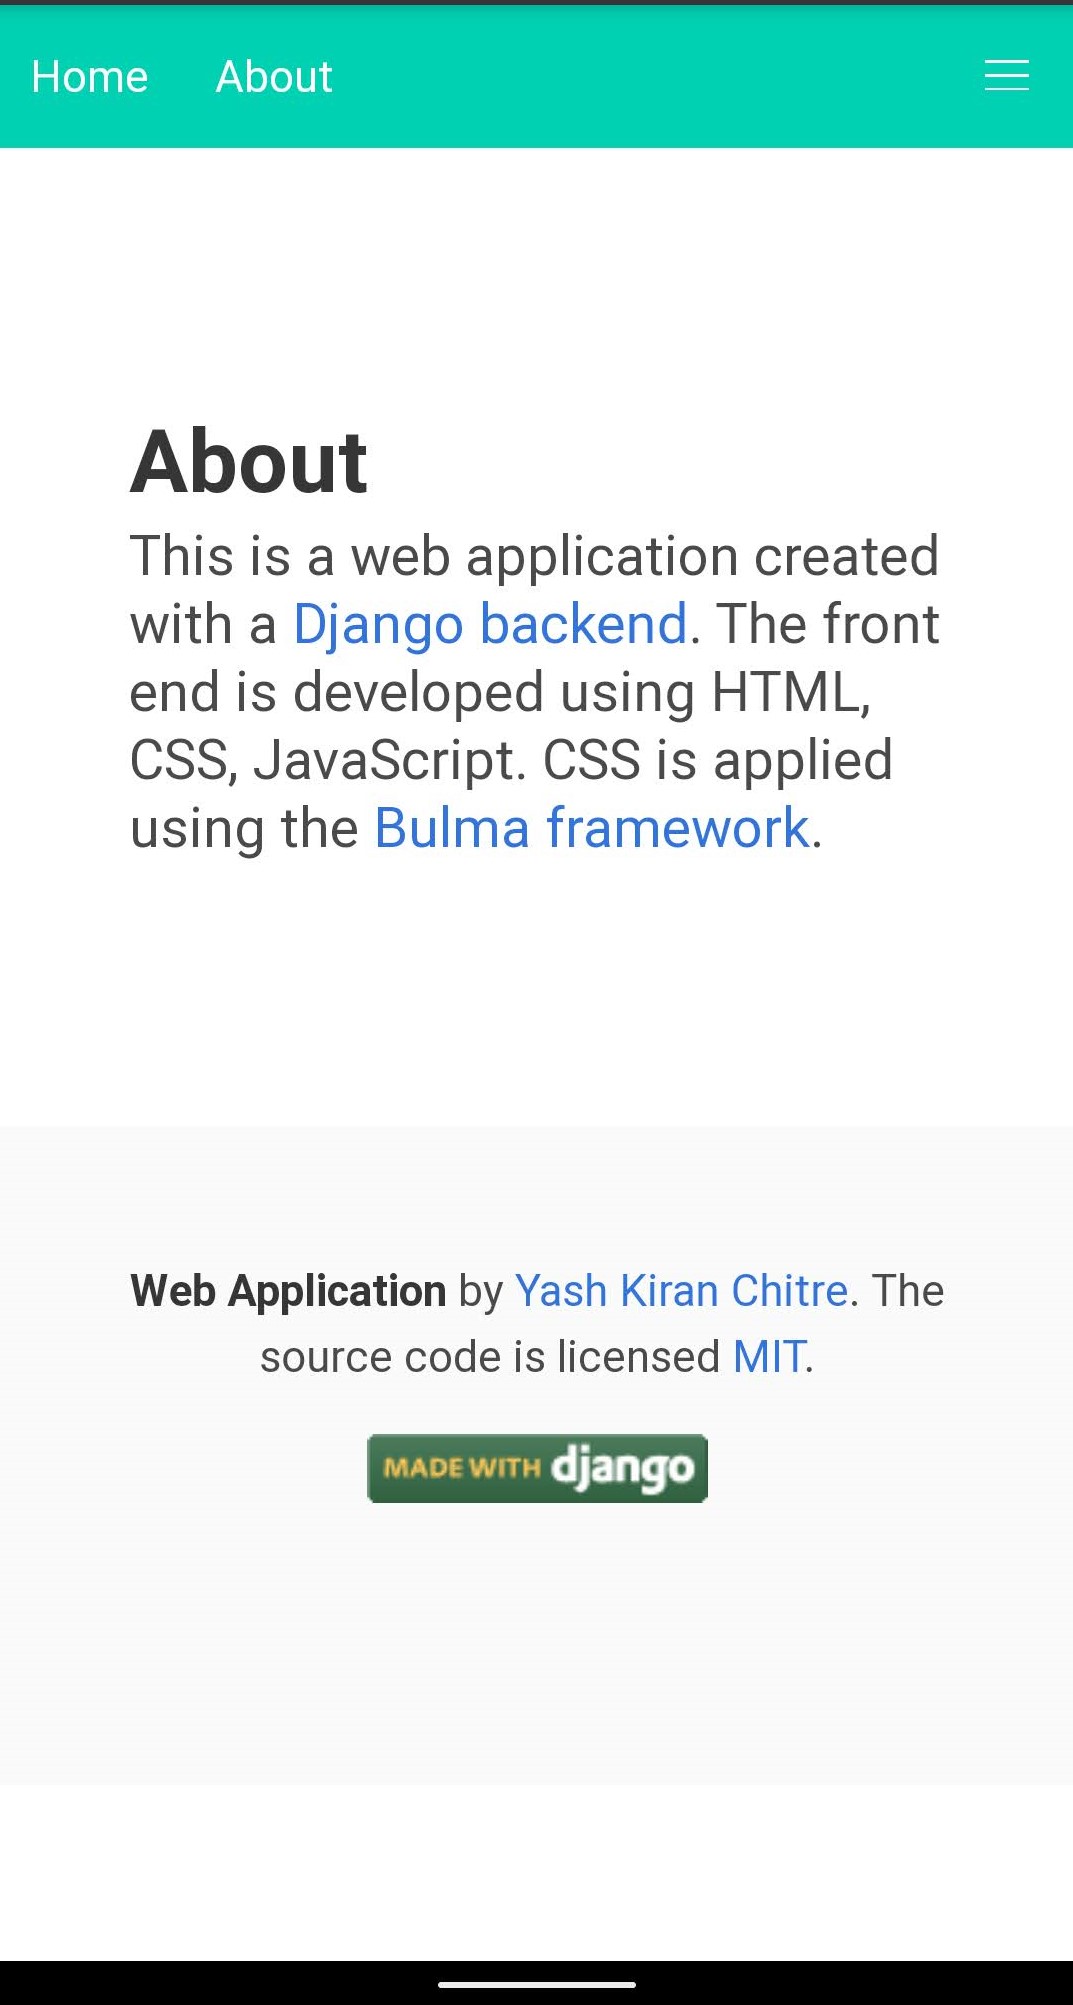 Home About
About
This is a web application created
with a Django backend. The front
end is developed using HTML,
CSS, JavaScript. CSS is applied
using the Bulma framework.
Web Application by Yash Kiran Chitre. The
source code is licensed MIT.
MADE WITH django